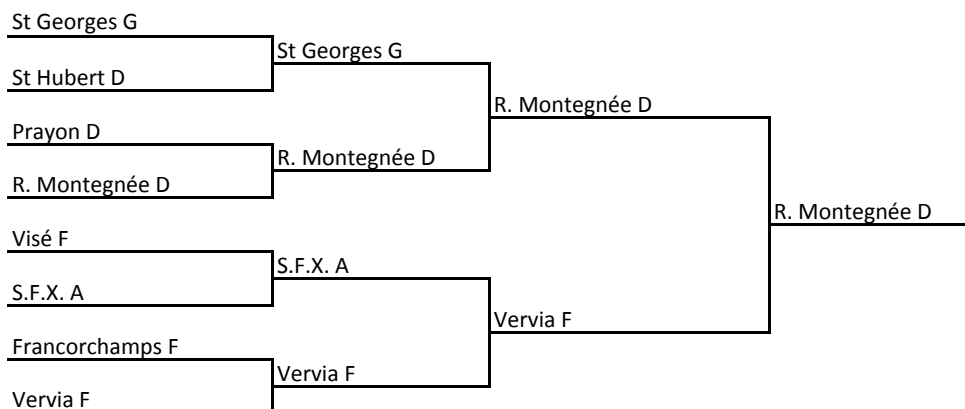 St Georges G
St Georges G
St Hubert D
R. Montegnée D
Prayon D
R. Montegnée D
R. Montegnée D
R. Montegnée D
Visé F
S.F.X. A
S.F.X. A
Vervia F
Francorchamps F
Vervia F
Vervia F